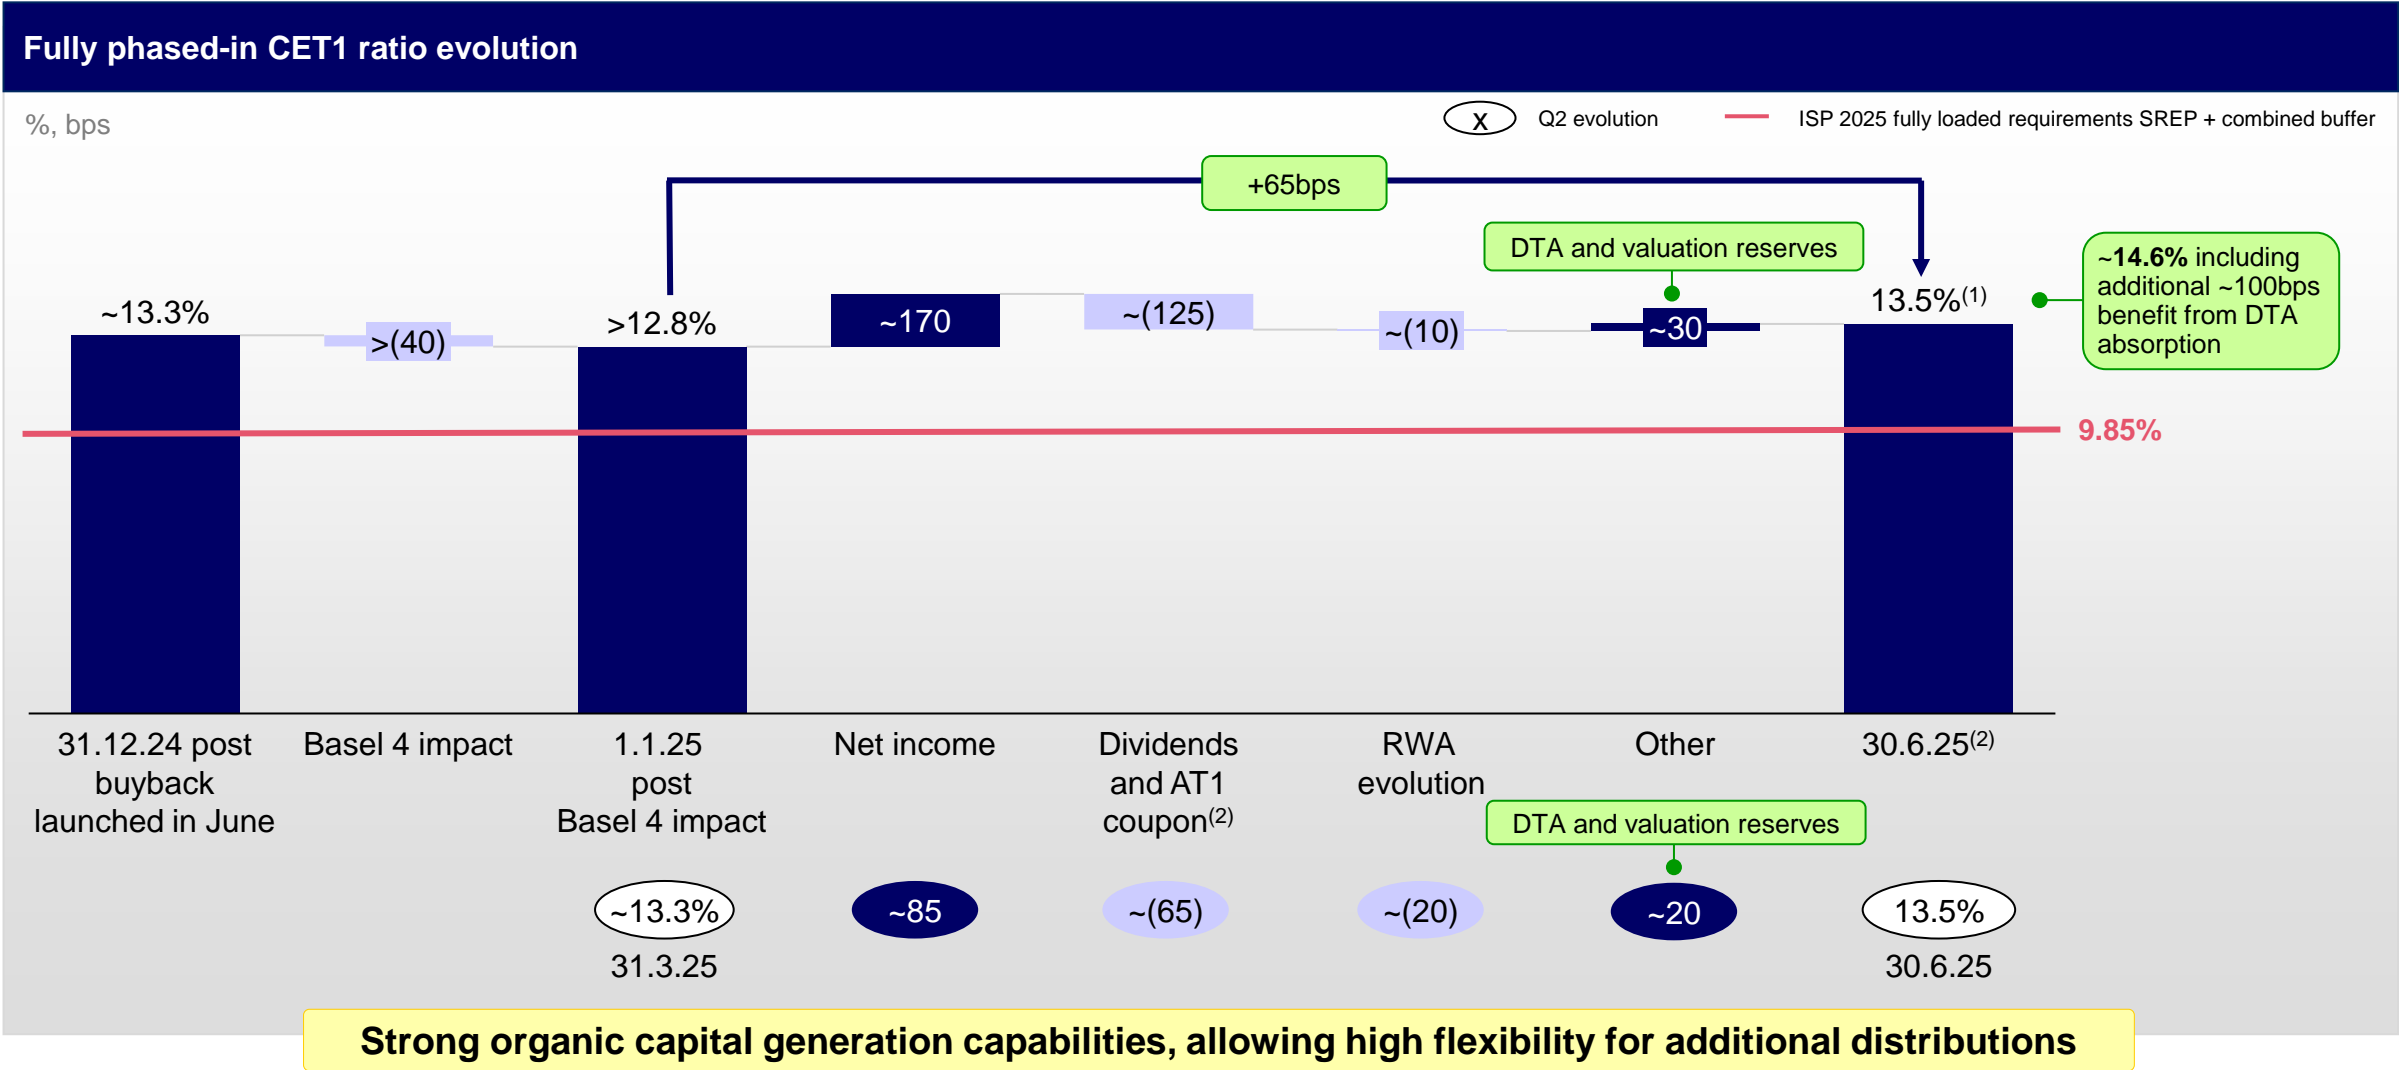 Fully phased-in CET1 ratio evolution
%, bps
x
Q2 evolution
ISP 2025 fully loaded requirements SREP + combined buffer
+65bps
DTA and valuation reserves
~14.6% including
additional ~100bps
benefit from DTA
absorption
~13.3%
>(40)
>12.8%
~170
~(125)
~(10)
~30
13.5%(1)
9.85%
31.12.24 post
buyback
launched in June
Basel 4 impact
1.1.25
post
Basel 4 impact
Net income
Dividends
and AT1
coupon(2)
RWA
evolution
Other
30.6.25(2)
DTA and valuation reserves
~13.3%
~85
~(65)
~(20)
~20
13.5%
31.3.25
30.6.25
Strong organic capital generation capabilities, allowing high flexibility for additional distributions